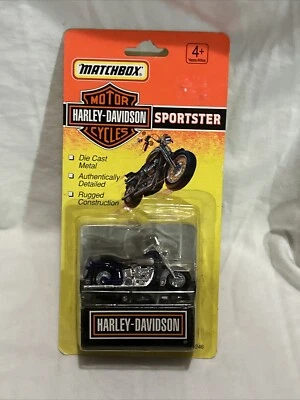 MATCHBOX
4+
MOTOR
HARLEY-DAVIDSON
CYCLES
SPORTSTER
Die Cast
Metal
Authentically
Detailed
Rugged
Construction
HARLEY-DAVIDSON